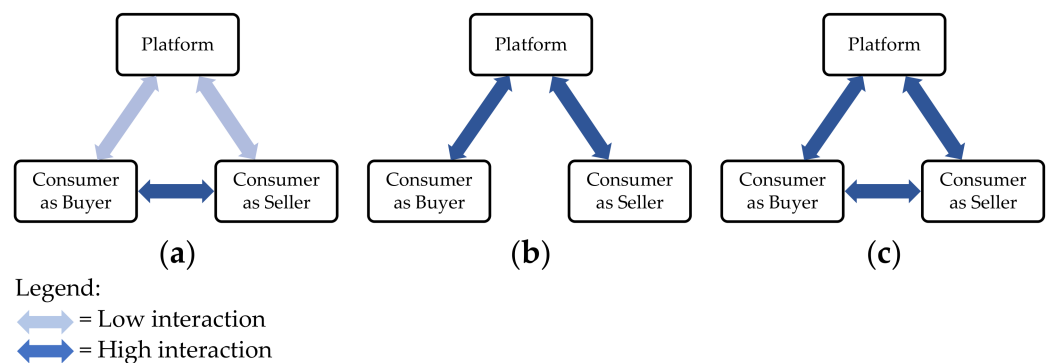 Platform
Platform
Platform
Consumer
as Buyer
Consumer
as Seller
Consumer
as Buyer
Consumer
as Seller
Consumer
as Buyer
Consumer
as Seller
(a)
(b)
(c)
Legend:
= Low interaction
= High interaction